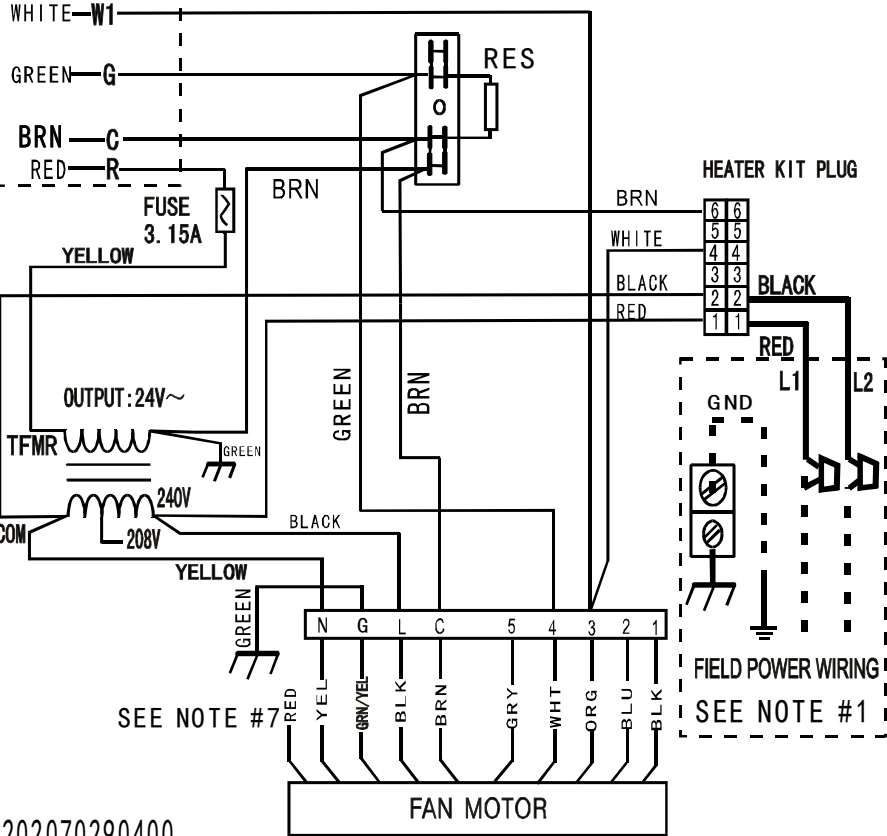 WHITE W1
RES
GREEN G
O
BRN C
RED R
HEATER KIT PLUG
BRN
FUSE
3.15A
BRN
6 6
WHITE
5 5
YELLOW
4 4
BLACK
3 3
BLACK
2 2
RED
1 1
RED
L1
L2
OUTPUT:24V~
GREEN
BRN
GND
TFMR
GREEN
240V
COM
208V
BLACK
YELLOW
GREEN
N G L C 5 4 3 2 1
FIELD POWER WIRING
SEE NOTE #1
SEE NOTE #7
RED YEL GRN/YEL BLK BRN GRY WHT ORG BLU BLK
FAN MOTOR
202070290400